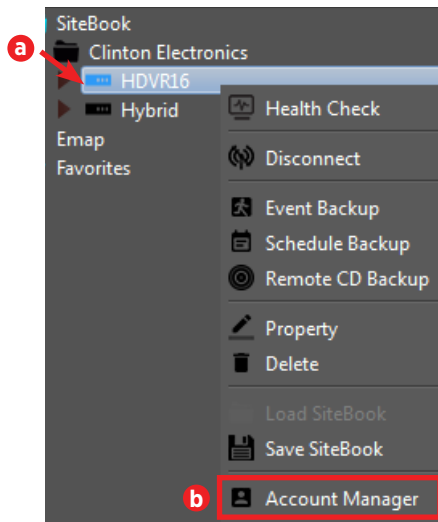 SiteBook
a
Clinton Electronics
HDVR16
Hybrid
Emap
Favorites
Health Check
Disconnect
Event Backup
Schedule Backup
Remote CD Backup
Property
Delete
Load SiteBook
Save SiteBook
b Account Manager